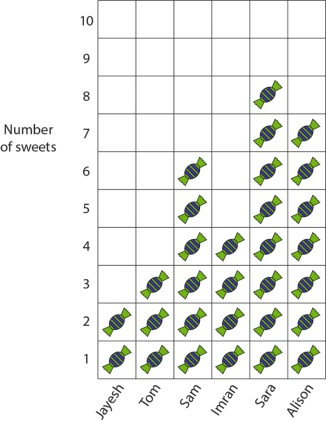 10
9
8
Number
of sweets
7
6
5
4
3
2
1
Jayesh
Tom
Sam
Imran
Sara
Alison